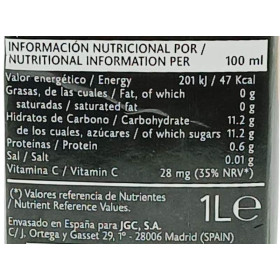 INFORMACIÓN NUTRICIONAL POR /
NUTRITIONAL INFORMATION PER 100 ml
Valor energético / Energy 201 kJ / 47 Kcal
Grasas, de las cuales / Fat, of which 0 g
saturadas / saturated fat 0 g
Hidratos de Carbono / Carbohydrate 11.2 g
de los cuales, azúcares / of which sugars 11.2 g
Proteínas / Protein 0.6 g
Sal / Salt 0.01 g
Vitamina C / Vitamin C 28 mg (35% NRV*)
(*) Valores referencia de Nutrientes
/ Nutrient Reference Values.
1L e
Envasado en España para JGC, S.A.
C/ J. Ortega y Gasset 29, 1º - 28006 Madrid (SPAIN)